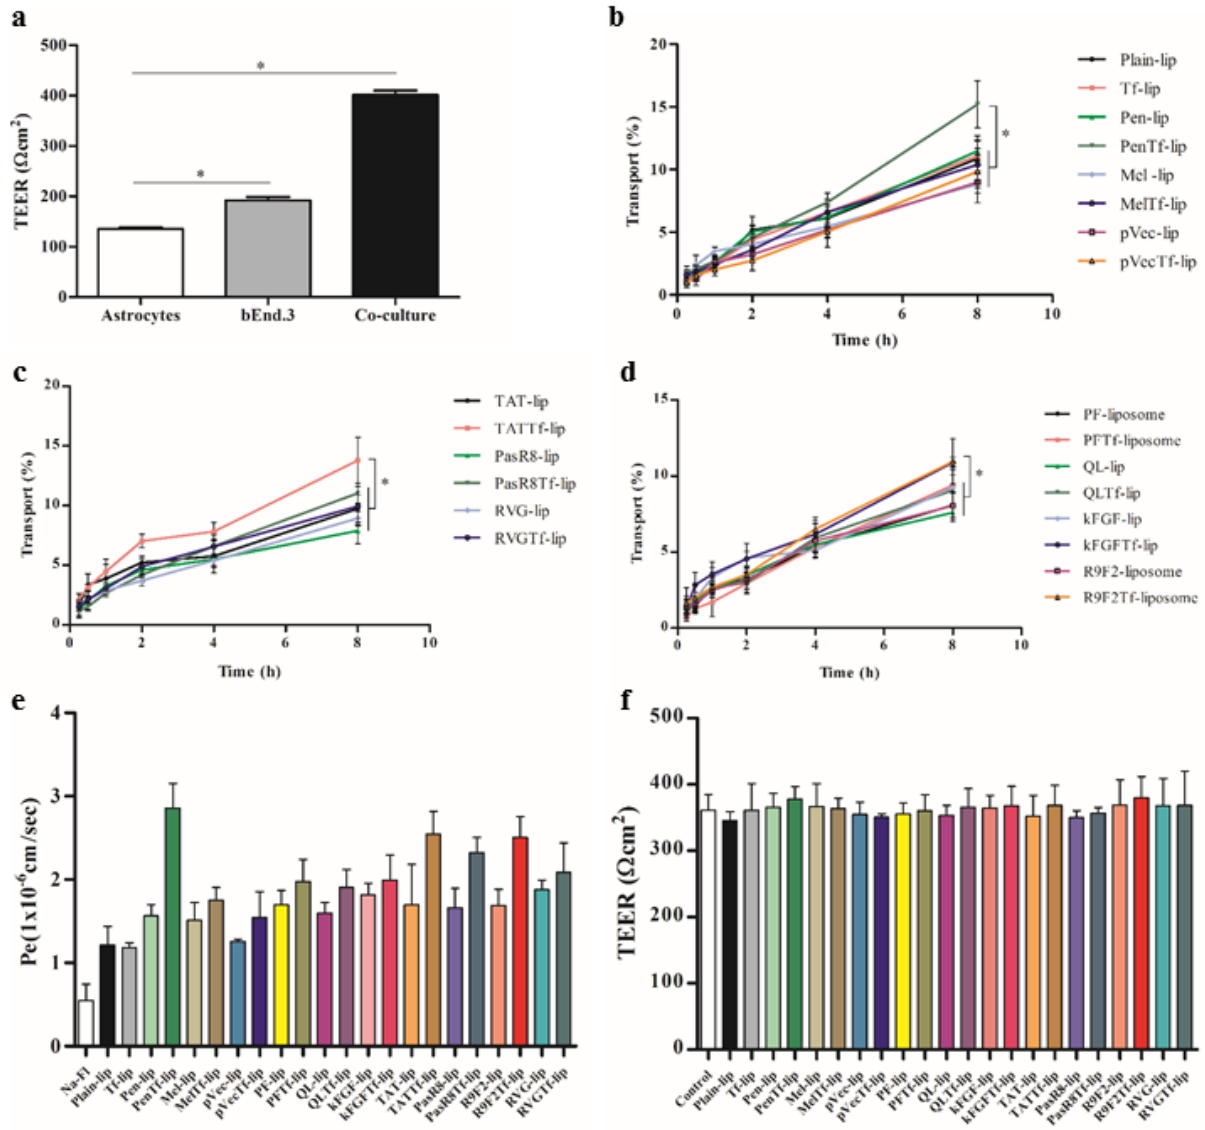 a
500
400
300
200
100
0
TEER (Ωcm²)
*
*
Astrocytes
bEnd.3
Co-culture
b
20
15
10
5
0
Transport (%)
0 2 4 6 8 10
Time (h)
*
Plain-lip
Tf-lip
Pen-lip
PenTf-lip
Mel -lip
MelTf-lip
pVec-lip
pVecTf-lip
c
20
15
10
5
0
Transport (%)
0 2 4 6 8 10
Time (h)
*
TAT-lip
TATTf-lip
PasR8-lip
PasR8Tf-lip
RVG-lip
RVGTf-lip
d
15
10
5
0
Transport (%)
0 2 4 6 8 10
Time (h)
*
PF-liposome
PFTf-liposome
QL-lip
QLTf-lip
kFGF-lip
kFGFTf-lip
R9F2-liposome
R9F2Tf-liposome
e
4
3
2
1
0
Pe(1x10⁻⁶cm/sec)
Na-Fl
Plain-lip
Tf-lip
Pen-lip
PenTf-lip
Mel-lip
MelTf-lip
pVec-lip
pVecTf-lip
PF-lip
PFTf-lip
QL-lip
QLTf-lip
kFGF-lip
kFGFTf-lip
TAT-lip
TATTf-lip
PasR8-lip
PasR8Tf-lip
R9F2-lip
R9F2Tf-lip
RVG-lip
RVGTf-lip
f
500
400
300
200
100
0
TEER (Ωcm²)
Control
Plain-lip
Tf-lip
Pen-lip
PenTf-lip
Mel-lip
MelTf-lip
pVec-lip
pVecTf-lip
PF-lip
PFTf-lip
QL-lip
QLTf-lip
kFGF-lip
kFGFTf-lip
TAT-lip
TATTf-lip
PasR8-lip
PasR8Tf-lip
R9F2-lip
R9F2Tf-lip
RVG-lip
RVGTf-lip